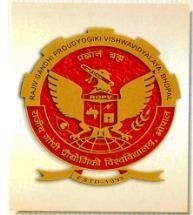 RAJIV GANDHI PROUDYOGIKI VISHWAVIDYALAYA, BHOPAL
प्रज्ञानं ब्रह्म
RGPV
राजीव गांधी प्रौद्योगिकी विश्वविद्यालय, भोपाल
ESTD-1998